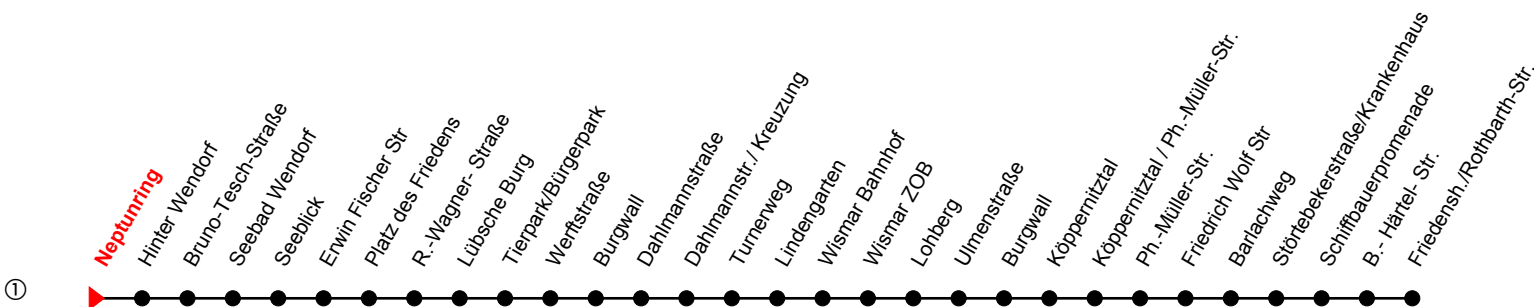 Neptunring
Hinter Wendorf
Bruno-Tesch-Straße
Seebad Wendorf
Seeblick
Erwin Fischer Str
Platz des Friedens
R.-Wagner- Straße
Lübsche Burg
Tierpark/Bürgerpark
Werftstraße
Burgwall
Dahlmannstraße
Dahlmannstr./ Kreuzung
Turnerweg
Lindengarten
Wismar Bahnhof
Wismar ZOB
Lohberg
Ulmenstraße
Burgwall
Köppernitztal
Köppernitztal / Ph.-Müller-Str.
Ph.-Müller-Str.
Friedrich Wolf Str
Barlachweg
Störtebekerstraße/Krankenhaus
Schiffbauerpromenade
B.- Härtel- Str.
Friedensh./Rothbarth-Str.
①